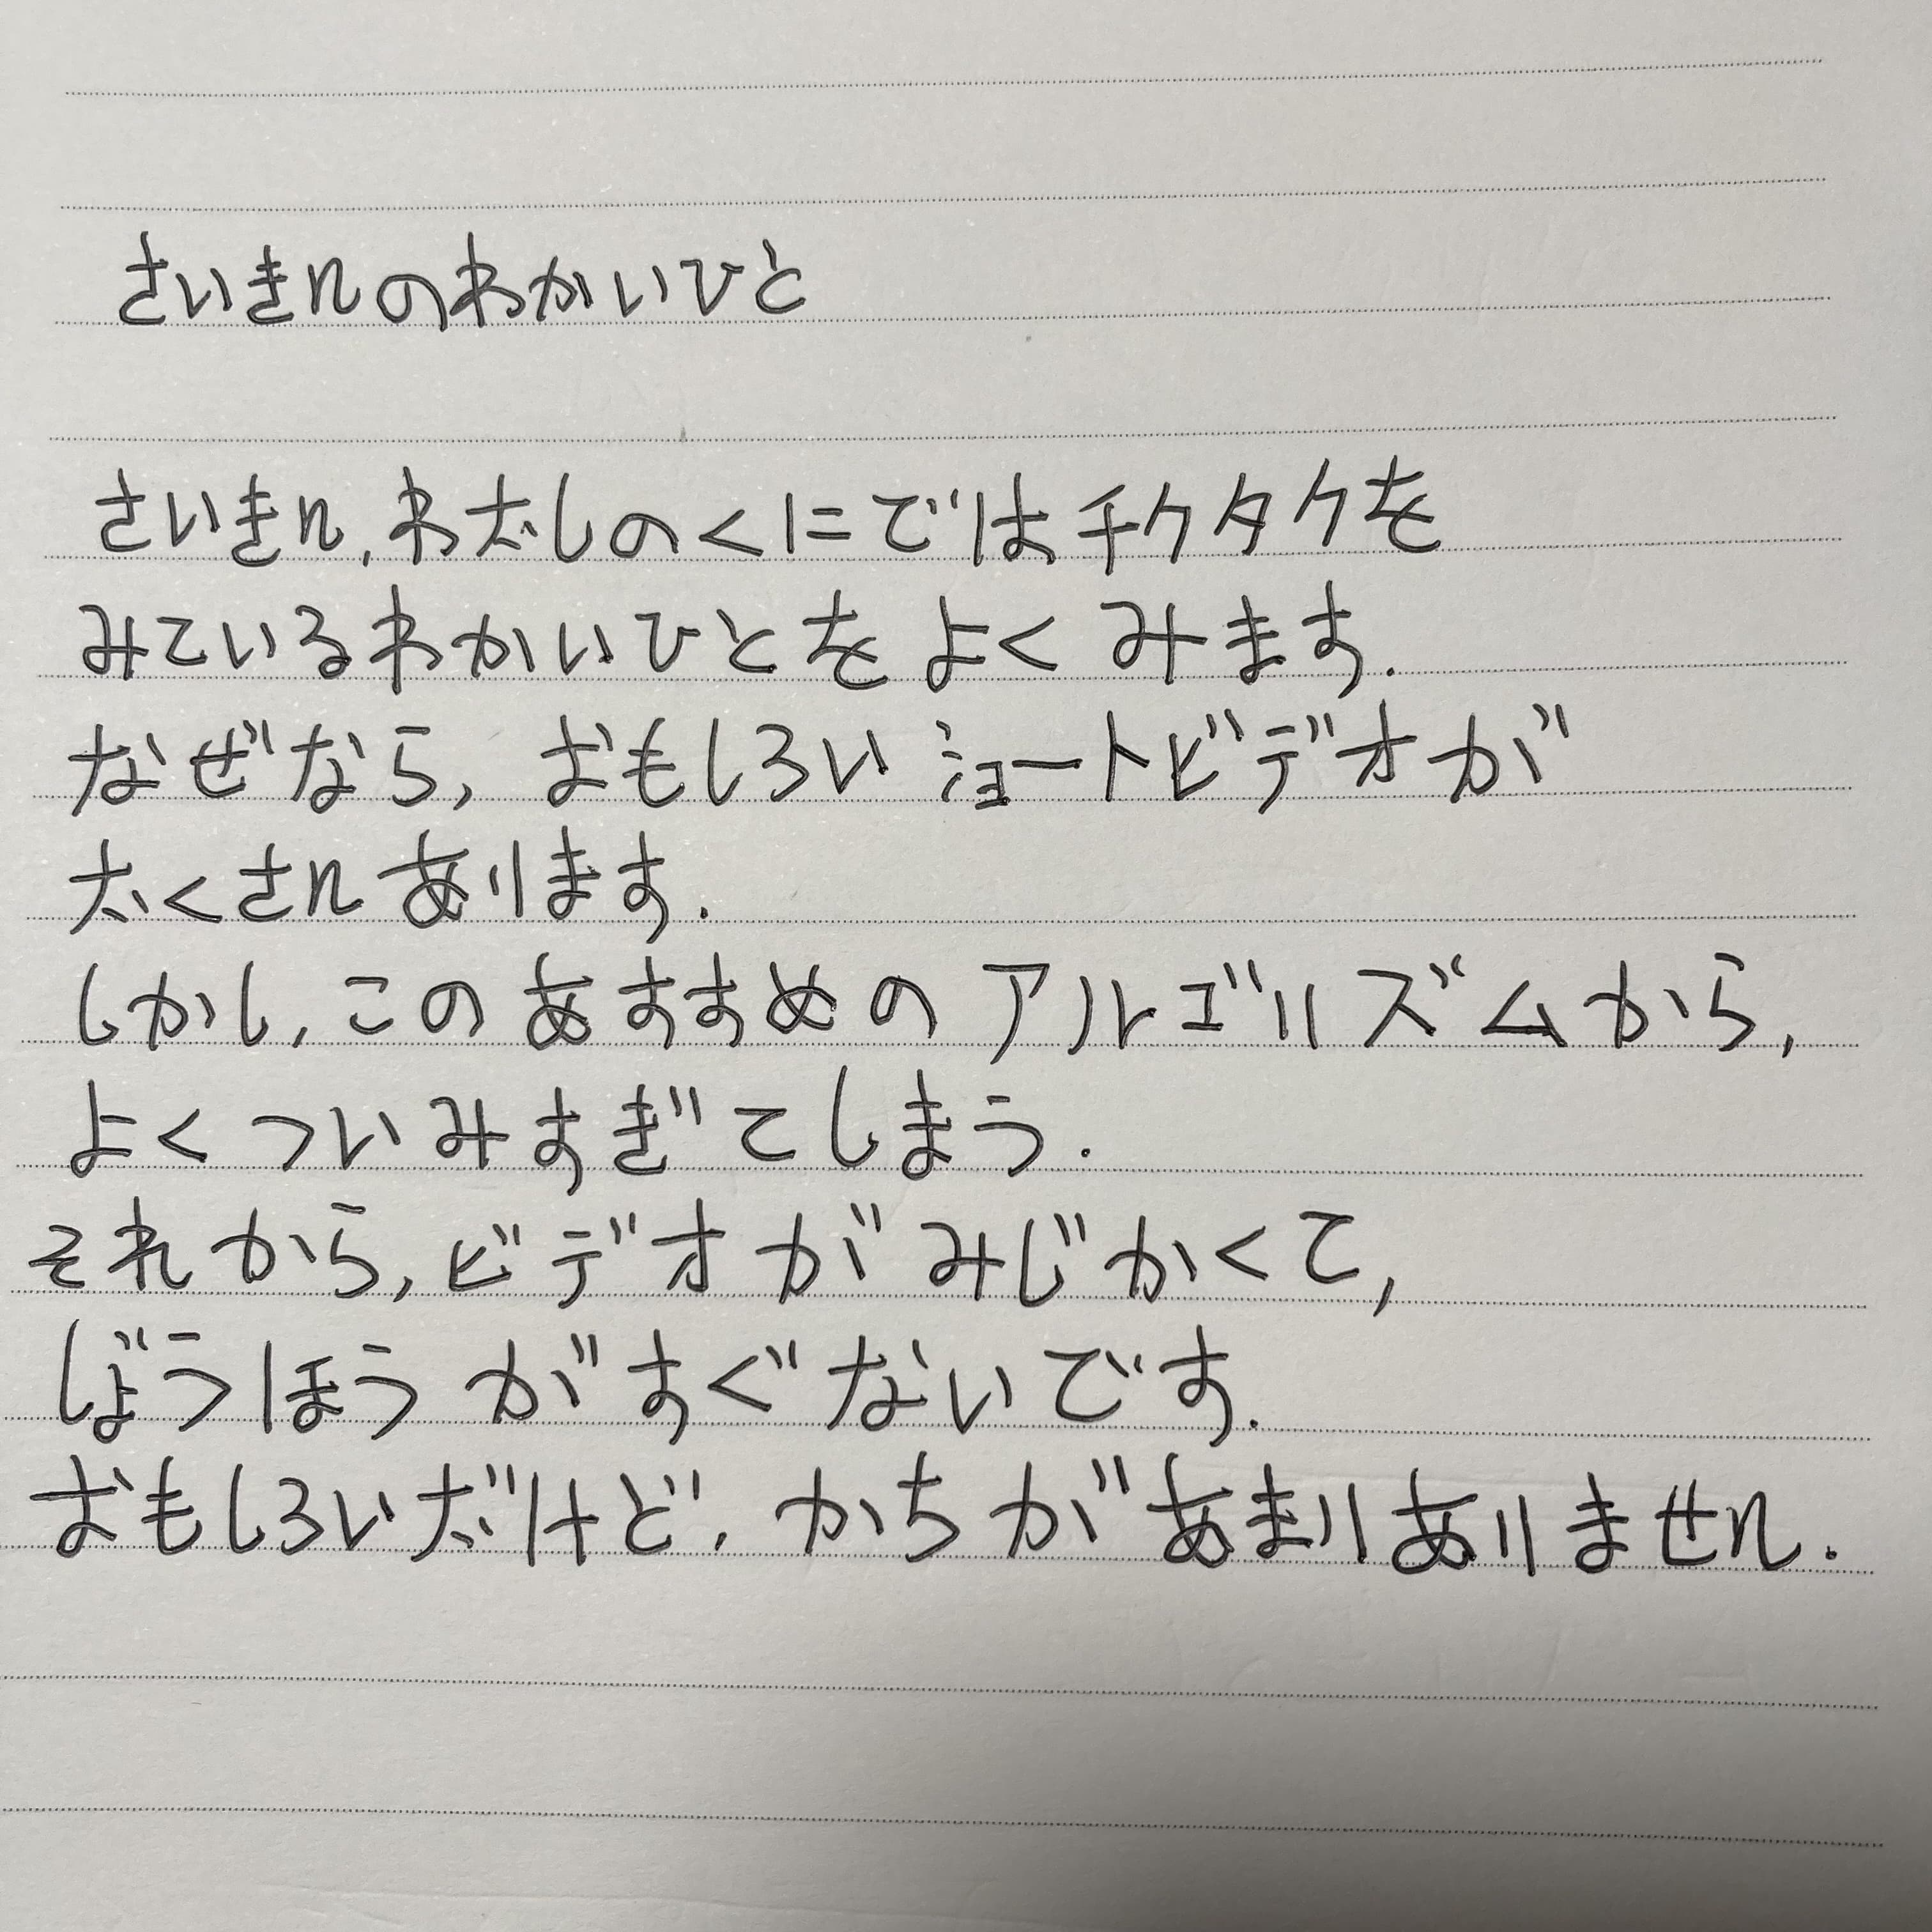 さいきんのわかいひと
さいきん,わたしのくにではチクタクを
みているわかいひとをよくみます.
なぜなら,おもしろいショートビデオが
たくさんあります.
しかし,このあすすめのアルゴリズムから,
よくついみすぎてしまう.
それから,ビデオがみじかくて,
じょうほうがすぐないです.
おもしろいだけど,かちがあまりありません.